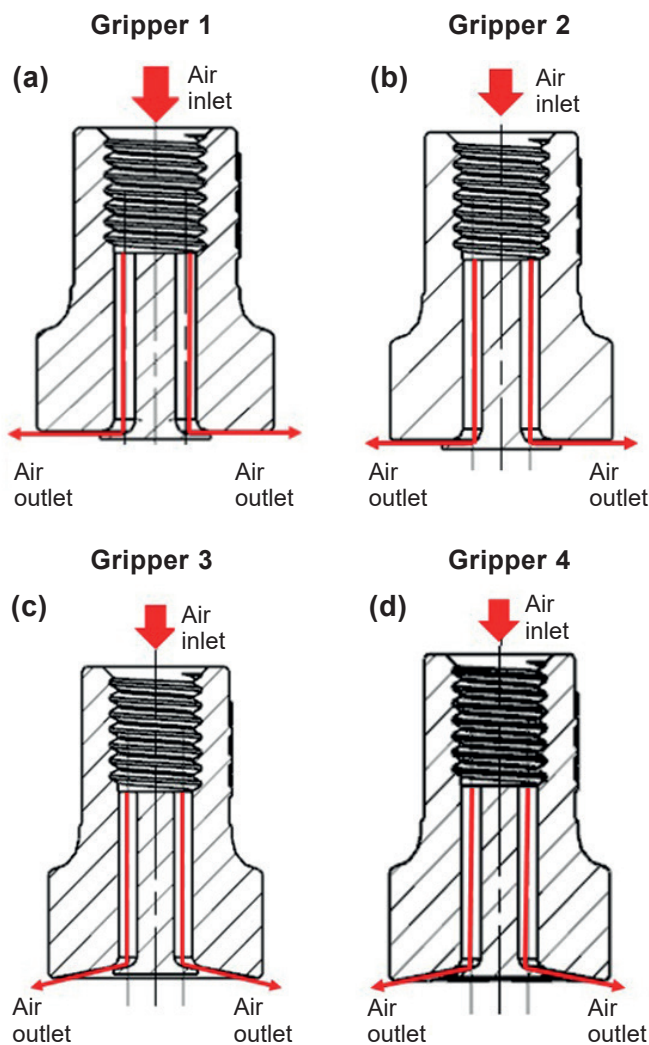 Gripper 1
Gripper 2
(a)
Air
inlet
(b)
Air
inlet
Air
outlet
Air
outlet
Air
outlet
Air
outlet
Gripper 3
Gripper 4
(c)
Air
inlet
(d)
Air
inlet
Air
outlet
Air
outlet
Air
outlet
Air
outlet